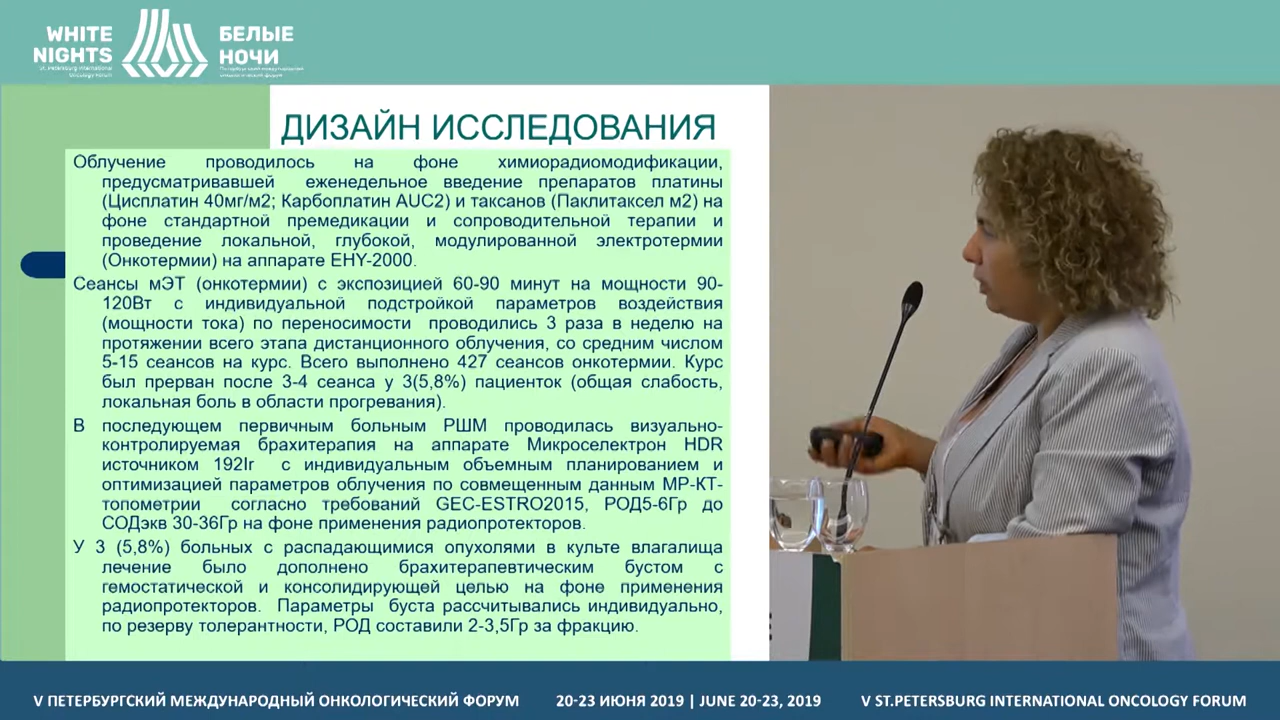 WHITE
NIGHTS
St. Petersburg International
Oncology Forum
БЕЛЫЕ
НОЧИ
Петербургский международный
онкологический форум
ДИЗАЙН ИССЛЕДОВАНИЯ
Облучение проводилось на фоне химиорадиомодификации,
предусматривавшей еженедельное введение препаратов платины
(Цисплатин 40мг/м2; Карбоплатин AUC2) и таксанов (Паклитаксел м2) на
фоне стандартной премедикации и сопроводительной терапии и
проведение локальной, глубокой, модулированной электротермии
(Онкотермии) на аппарате EHY-2000.
Сеансы мЭТ (онкотермии) с экспозицией 60-90 минут на мощности 90-
120Вт с индивидуальной подстройкой параметров воздействия
(мощности тока) по переносимости проводились 3 раза в неделю на
протяжении всего этапа дистанционного облучения, со средним числом
5-15 сеансов на курс. Всего выполнено 427 сеансов онкотермии. Курс
был прерван после 3-4 сеанса у 3(5,8%) пациенток (общая слабость,
локальная боль в области прогревания).
В последующем первичным больным РШМ проводилась визуально-
контролируемая брахитерапия на аппарате Микроселектрон HDR
источником 192Ir с индивидуальным объемным планированием и
оптимизацией параметров облучения по совмещенным данным МР-КТ-
топометрии согласно требований GEC-ESTRO2015, РОД5-6Гр до
СОДэкв 30-36Гр на фоне применения радиопротекторов.
У 3 (5,8%) больных с распадающимися опухолями в культе влагалища
лечение было дополнено брахитерапевтическим бустом с
гемостатической и консолидирующей целью на фоне применения
радиопротекторов. Параметры буста рассчитывались индивидуально,
по резерву толерантности, РОД составили 2-3,5Гр за фракцию.
V ПЕТЕРБУРГСКИЙ МЕЖДУНАРОДНЫЙ ОНКОЛОГИЧЕСКИЙ ФОРУМ
20-23 ИЮНЯ 2019 | JUNE 20-23, 2019
V ST.PETERSBURG INTERNATIONAL ONCOLOGY FORUM